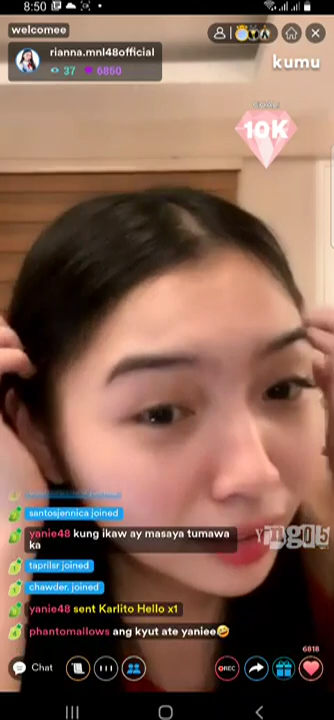 8:50
welcomee
rianna.mnl48official
37 6860
kumu
10K
santosjennica joined
yanie48 kung ikaw ay masaya tumawa
ka
taprilsr joined
chawder. joined
yanie48 sent Karlito Hello x1
phantomallows ang kyut ate yaniee🤣
6818
Chat
REC